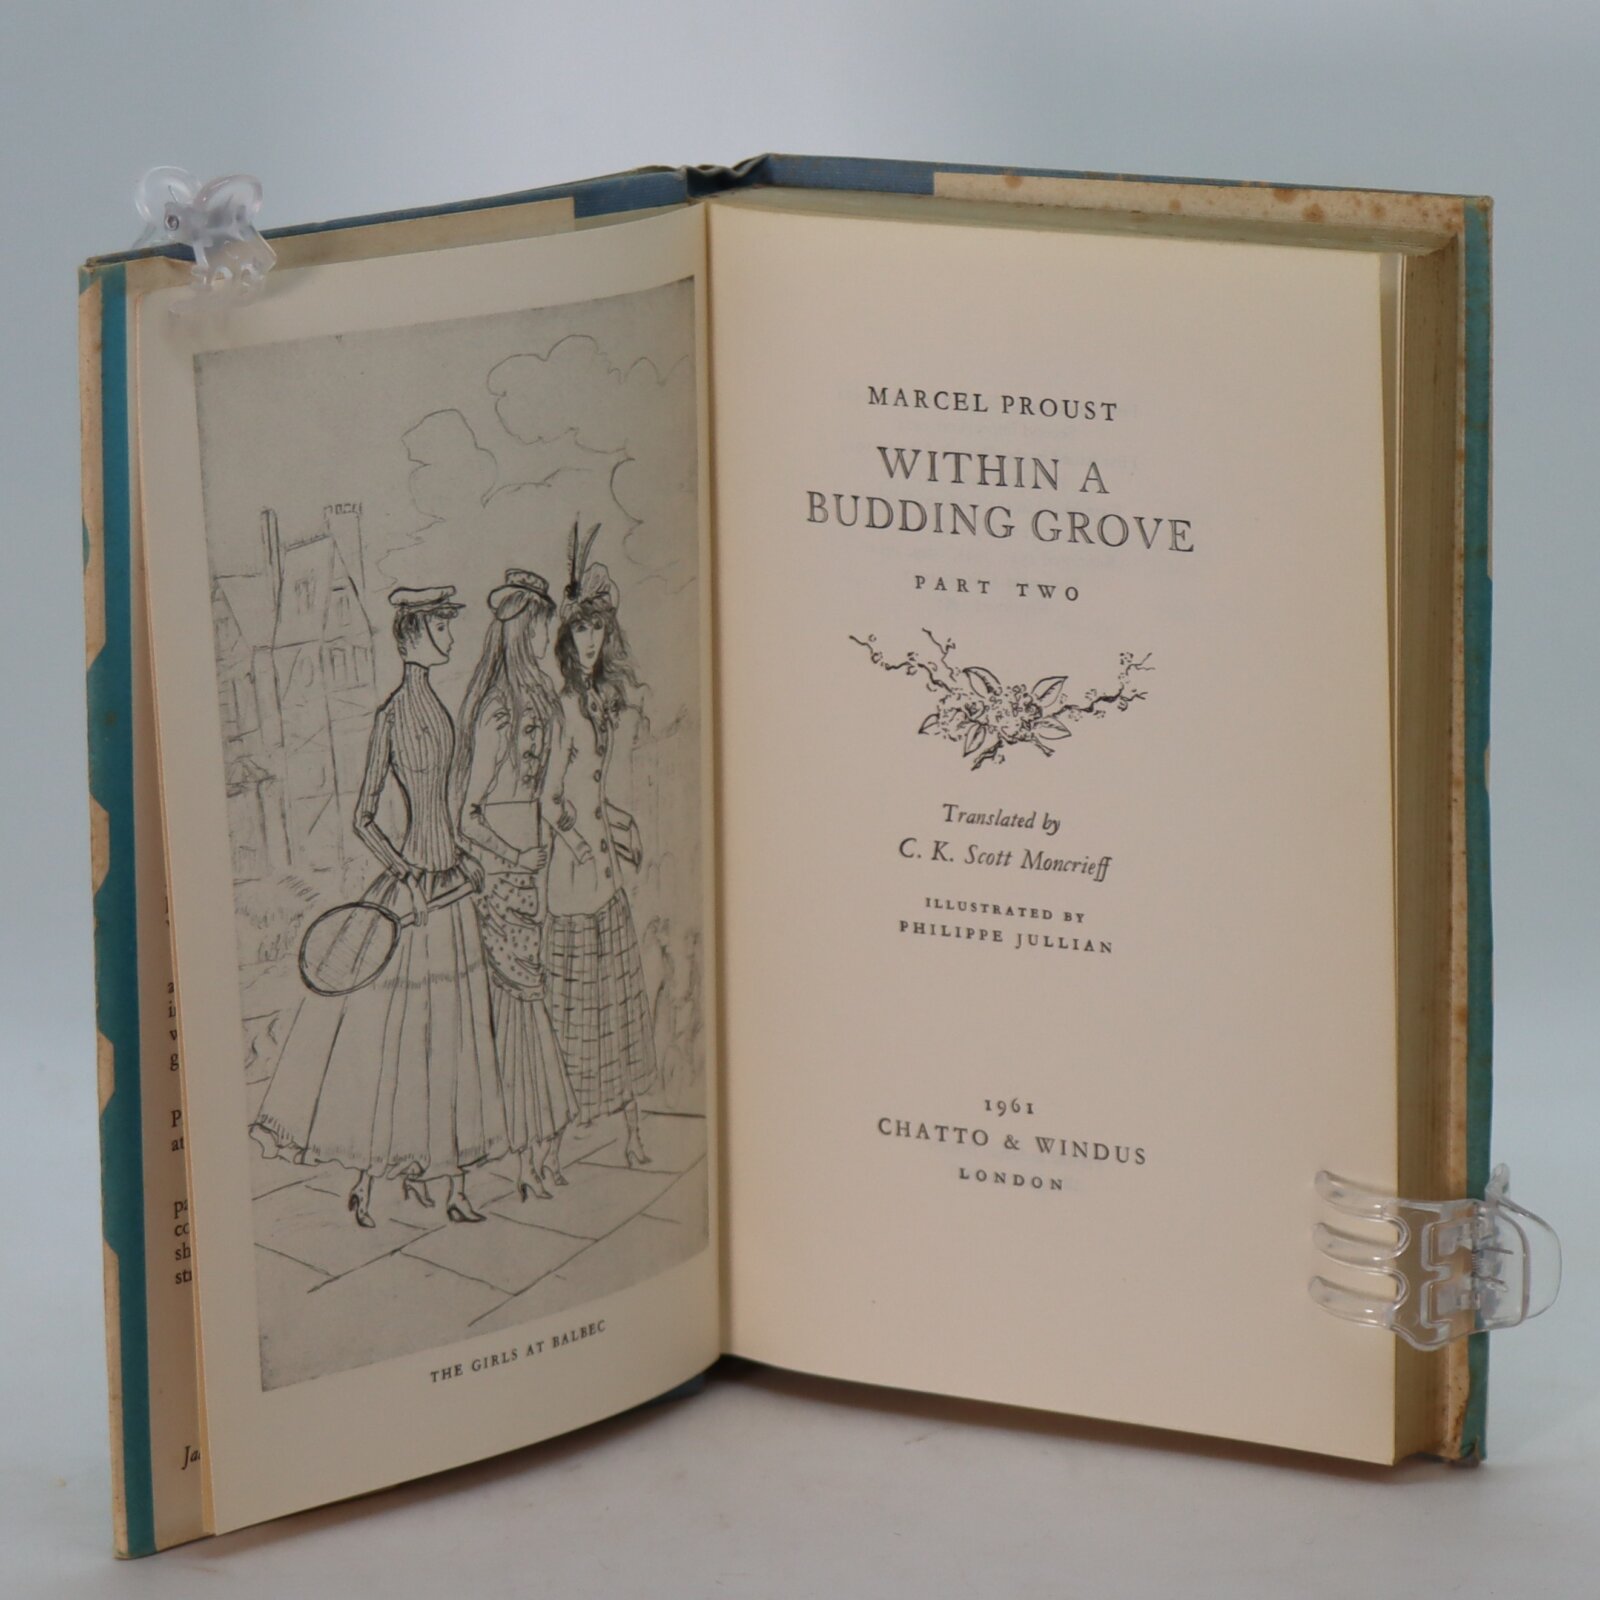 THE GIRLS AT BALBEC
MARCEL PROUST
WITHIN A
BUDDING GROVE
PART TWO
Translated by
C. K. Scott Moncrieff
ILLUSTRATED BY
PHILIPPE JULLIAN
1961
CHATTO & WINDUS
LONDON